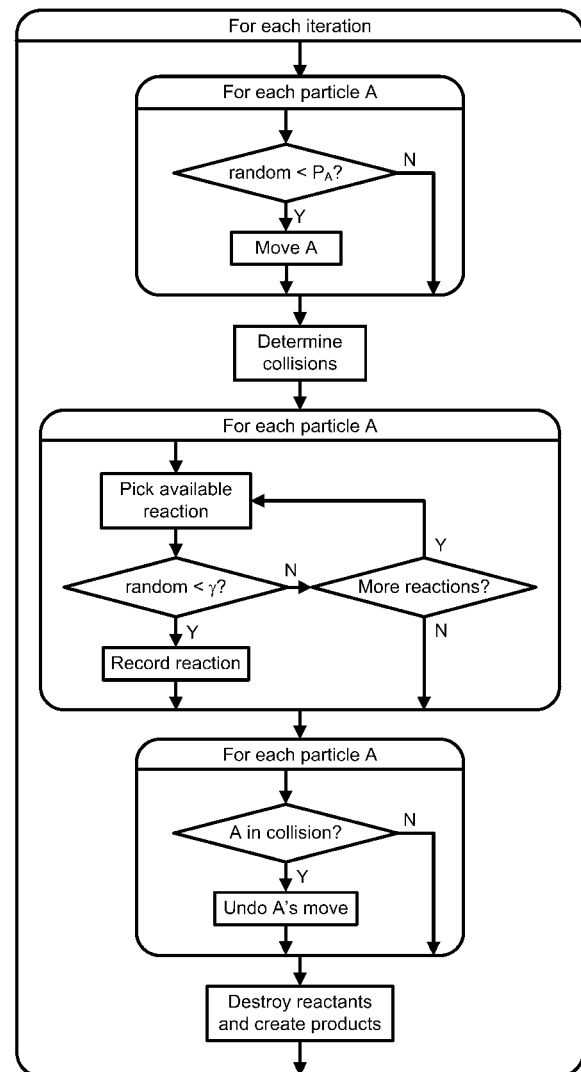 For each iteration
For each particle A
random < PA?
N
Y
Move A
Determine
collisions
For each particle A
Pick available
reaction
Y
random < γ?
N
More reactions?
Y
N
Record reaction
For each particle A
A in collision?
N
Y
Undo A's move
Destroy reactants
and create products